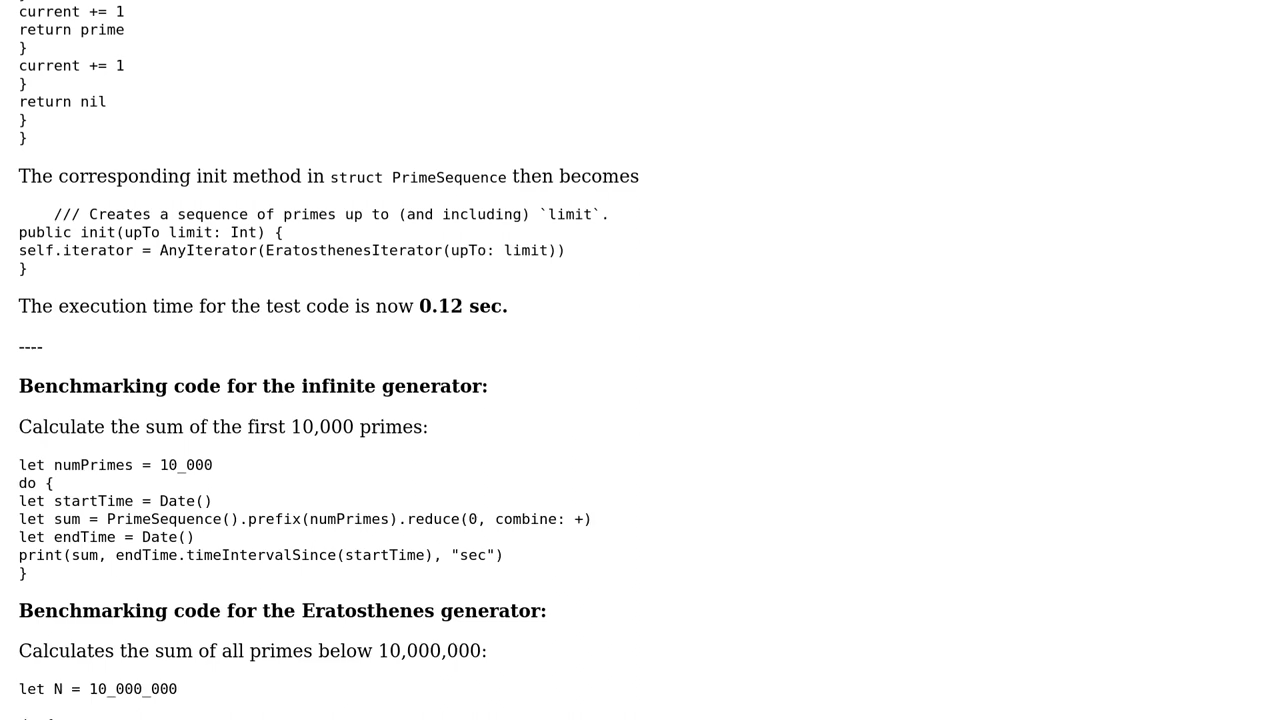 current += 1
return prime
}
current += 1
}
return nil
}
}
The corresponding init method in struct PrimeSequence then becomes
    /// Creates a sequence of primes up to (and including) `limit`.
public init(upTo limit: Int) {
self.iterator = AnyIterator(EratosthenesIterator(upTo: limit))
}
The execution time for the test code is now 0.12 sec.
----
Benchmarking code for the infinite generator:
Calculate the sum of the first 10,000 primes:
let numPrimes = 10_000
do {
let startTime = Date()
let sum = PrimeSequence().prefix(numPrimes).reduce(0, combine: +)
let endTime = Date()
print(sum, endTime.timeIntervalSince(startTime), "sec")
}
Benchmarking code for the Eratosthenes generator:
Calculates the sum of all primes below 10,000,000:
let N = 10_000_000